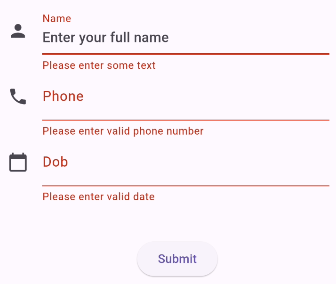 Name
Enter your full name
Please enter some text
Phone
Please enter valid phone number
Dob
Please enter valid date
Submit